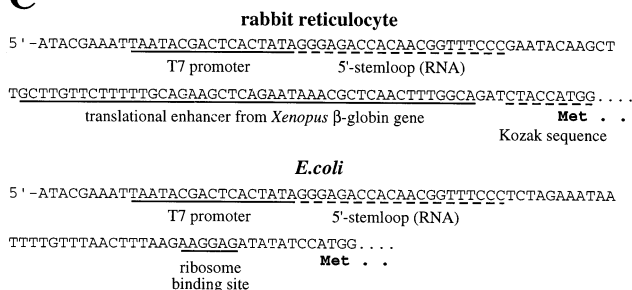 C
rabbit reticulocyte
5'-ATACGAAATTAATACGACTCACTATAGGGAGACCACAACGGTTTCCCGAATACAAGCT
T7 promoter 5'-stemloop (RNA)
TGCTTGTTCTTTTTGCAGAAGCTCAGAATAAACGCTCAACTTTGGCAGATCTACCATGG....
translational enhancer from Xenopus β-globin gene Met . .
Kozak sequence
E.coli
5'-ATACGAAATTAATACGACTCACTATAGGGAGACCACAACGGTTTCCCTCTAGAAATAA
T7 promoter 5'-stemloop (RNA)
TTTTGTTTAACTTTAAGAAGGAGATATATCCATGG....
ribosome Met . .
binding site